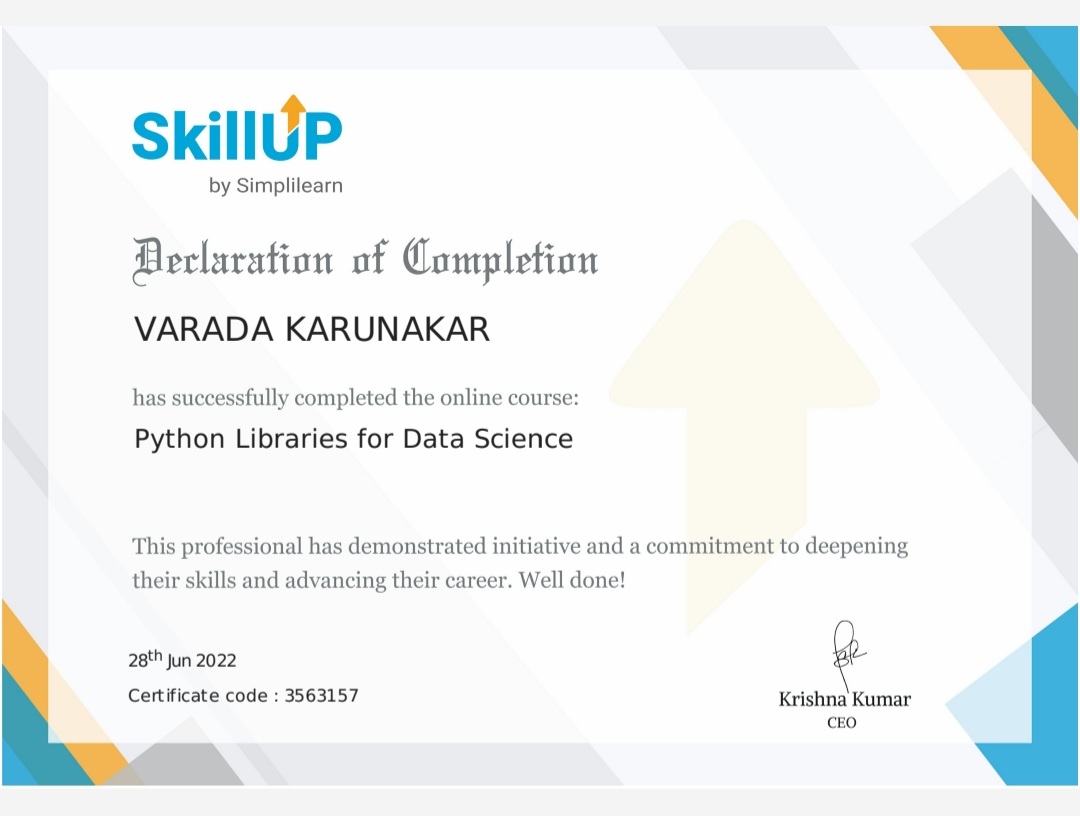 SkillUP
by Simplilearn
Declaration of Completion
VARADA KARUNAKAR
has successfully completed the online course:
Python Libraries for Data Science
This professional has demonstrated initiative and a commitment to deepening
their skills and advancing their career. Well done!
28th Jun 2022
Certificate code : 3563157
Krishna Kumar
CEO